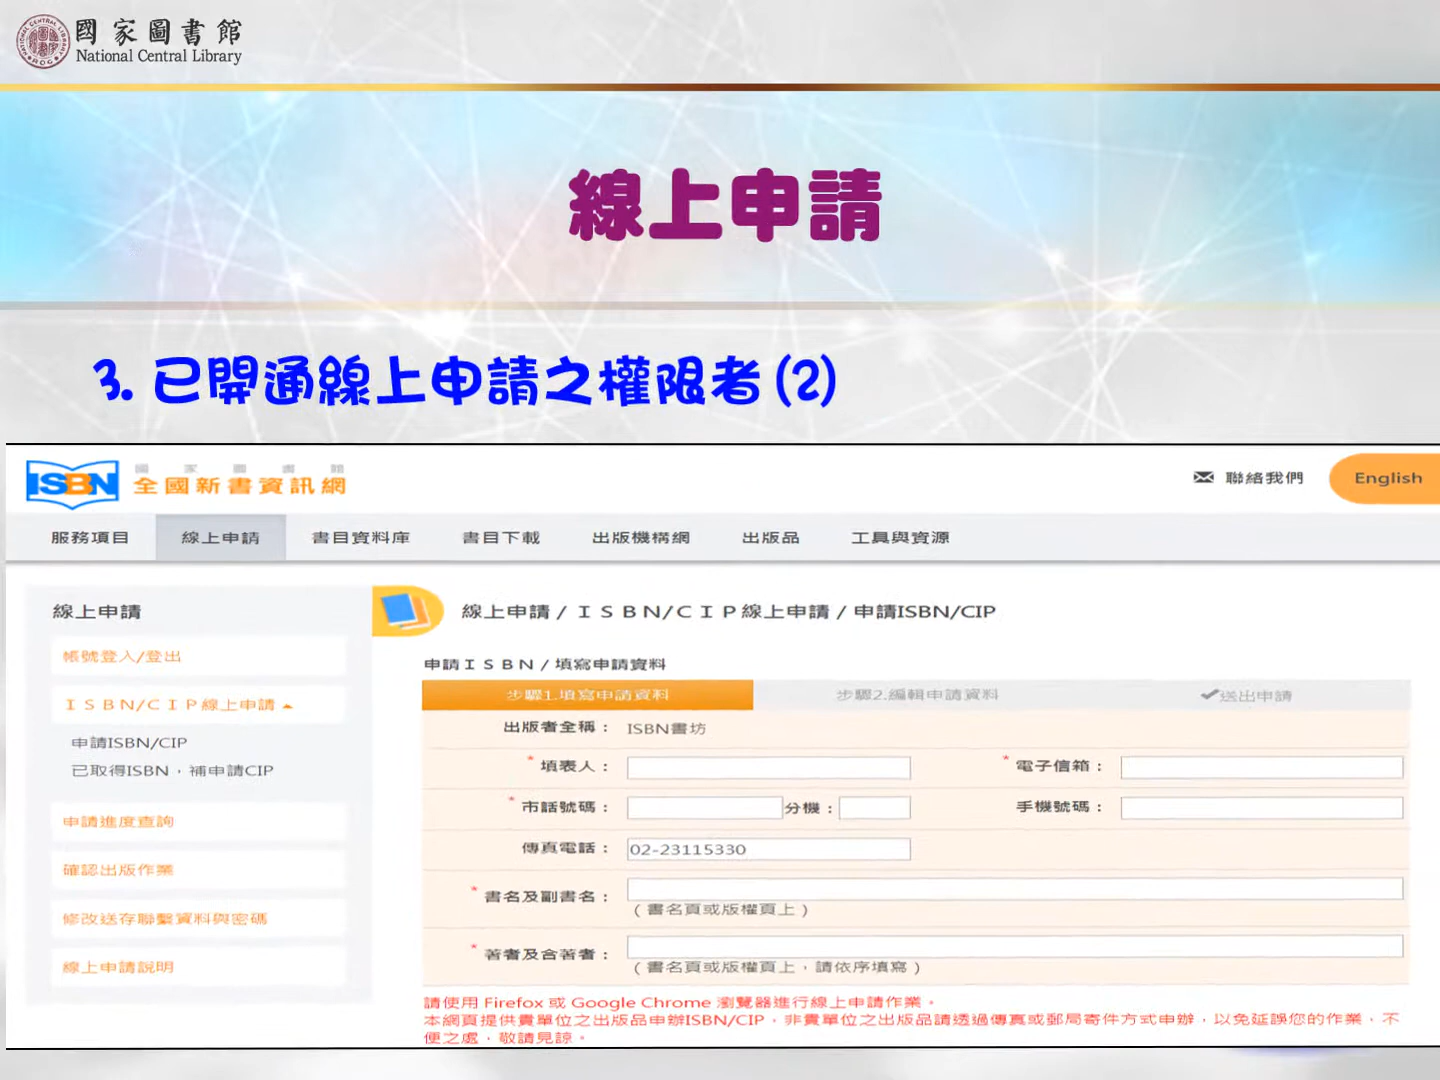 國家圖書館
National Central Library
線上申請
3. 已開通線上申請之權限者(2)
國家圖書館
ISBN 全國新書資訊網
聯絡我們
English
服務項目 線上申請 書目資料庫 書目下載 出版機構網 出版品 工具與資源
線上申請
帳號登入/登出
ＩＳＢＮ/ＣＩＰ線上申請
申請ISBN/CIP
已取得ISBN，補申請CIP
申請進度查詢
確認出版作業
修改送存聯繫資料與密碼
線上申請說明
線上申請 / ＩＳＢＮ/ＣＩＰ線上申請 / 申請ISBN/CIP
申請ＩＳＢＮ / 填寫申請資料
步驟1.填寫申請資料 步驟2.編輯申請資料 ✔送出申請
出版者全稱： ISBN書坊
*填表人： *電子信箱：
*市話號碼： 分機： 手機號碼：
傳真電話： 02-23115330
*書名及副書名：
（書名頁或版權頁上）
*著者及合著者：
（書名頁或版權頁上，請依序填寫）
請使用 Firefox 或 Google Chrome 瀏覽器進行線上申請作業。
本網頁提供貴單位之出版品申辦ISBN/CIP，非貴單位之出版品請透過傳真或郵局寄件方式申辦，以免延誤您的作業，不
便之處，敬請見諒。